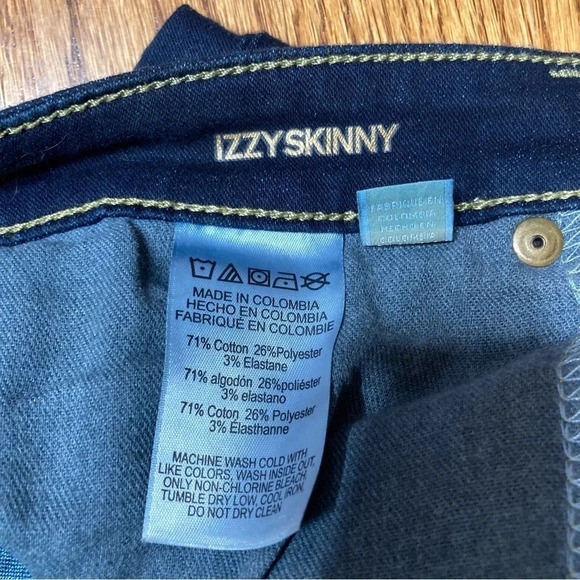 IZZYSKINNY
FABRIQUE EN
COLOMBIA
HECHO EN
COLOMBIA
MADE IN COLOMBIA
HECHO EN COLOMBIA
FABRIQUÉ EN COLOMBIE
71% Cotton 26%Polyester
3% Elastane
71% algodón 26%poliéster
3% elastano
71% Coton 26% Polyester
3% Élasthanne
MACHINE WASH COLD WITH
LIKE COLORS, WASH INSIDE OUT,
ONLY NON-CHLORINE BLEACH,
TUMBLE DRY LOW, COOL IRON,
DO NOT DRY CLEAN